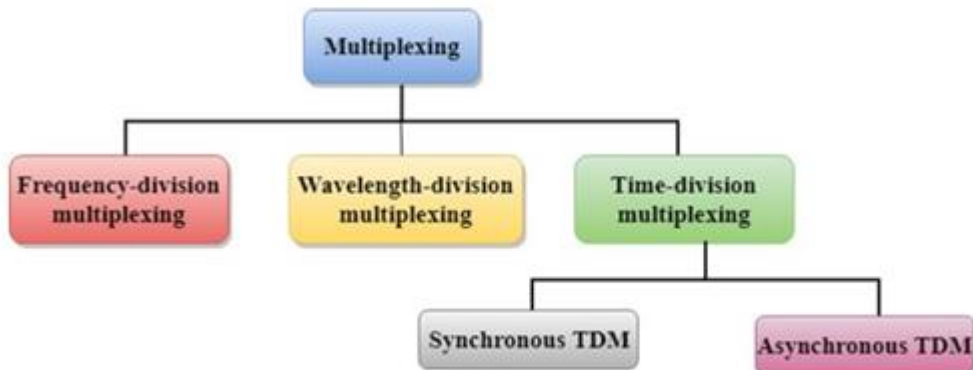 Multiplexing
Frequency-division
multiplexing
Wavelength-division
multiplexing
Time-division
multiplexing
Synchronous TDM
Asynchronous TDM